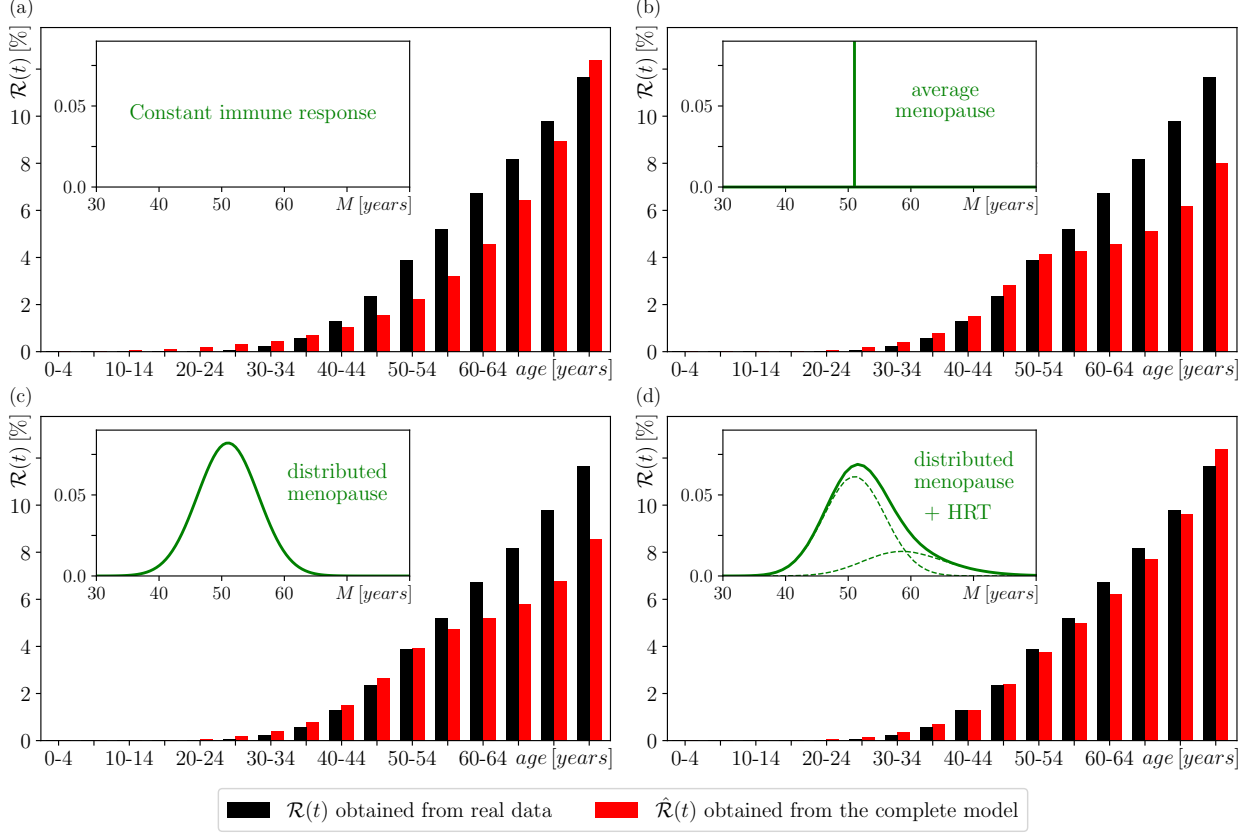 (a)
ℛ(t) [%]
10
8
6
4
2
0
0.05
0.0
Constant immune response
30 40 50 60 M [years]
0-4 10-14 20-24 30-34 40-44 50-54 60-64 age [years]
(b)
ℛ(t) [%]
10
8
6
4
2
0
0.05
0.0
average
menopause
30 40 50 60 M [years]
0-4 10-14 20-24 30-34 40-44 50-54 60-64 age [years]
(c)
ℛ(t) [%]
10
8
6
4
2
0
0.05
0.0
distributed
menopause
30 40 50 60 M [years]
0-4 10-14 20-24 30-34 40-44 50-54 60-64 age [years]
(d)
ℛ(t) [%]
10
8
6
4
2
0
0.05
0.0
distributed
menopause
+ HRT
30 40 50 60 M [years]
0-4 10-14 20-24 30-34 40-44 50-54 60-64 age [years]
ℛ(t) obtained from real data
ℛ̂(t) obtained from the complete model